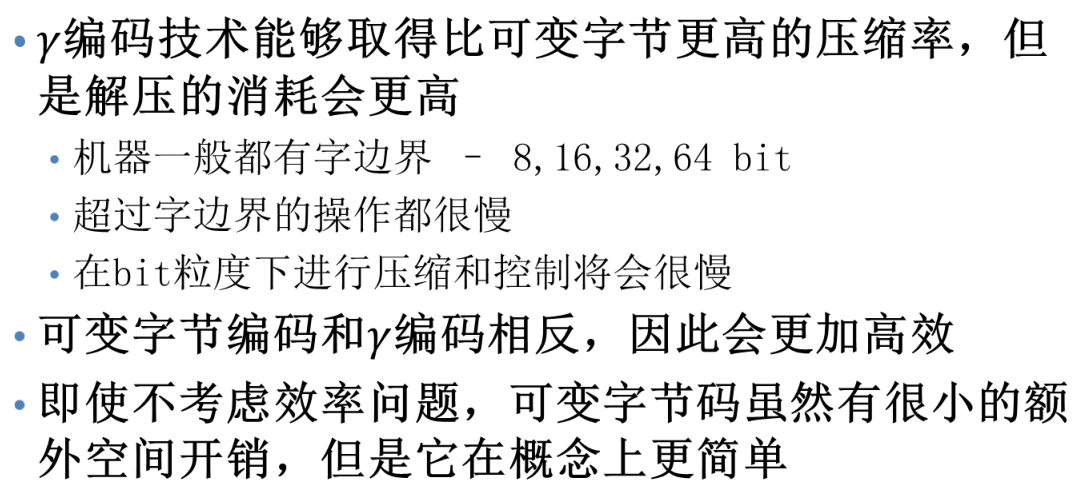 • γ编码技术能够取得比可变字节更高的压缩率，但
是解压的消耗会更高
• 机器一般都有字边界 – 8,16,32,64 bit
• 超过字边界的操作都很慢
• 在bit粒度下进行压缩和控制将会很慢
• 可变字节编码和γ编码相反，因此会更加高效
• 即使不考虑效率问题，可变字节码虽然有很小的额
外空间开销，但是它在概念上更简单